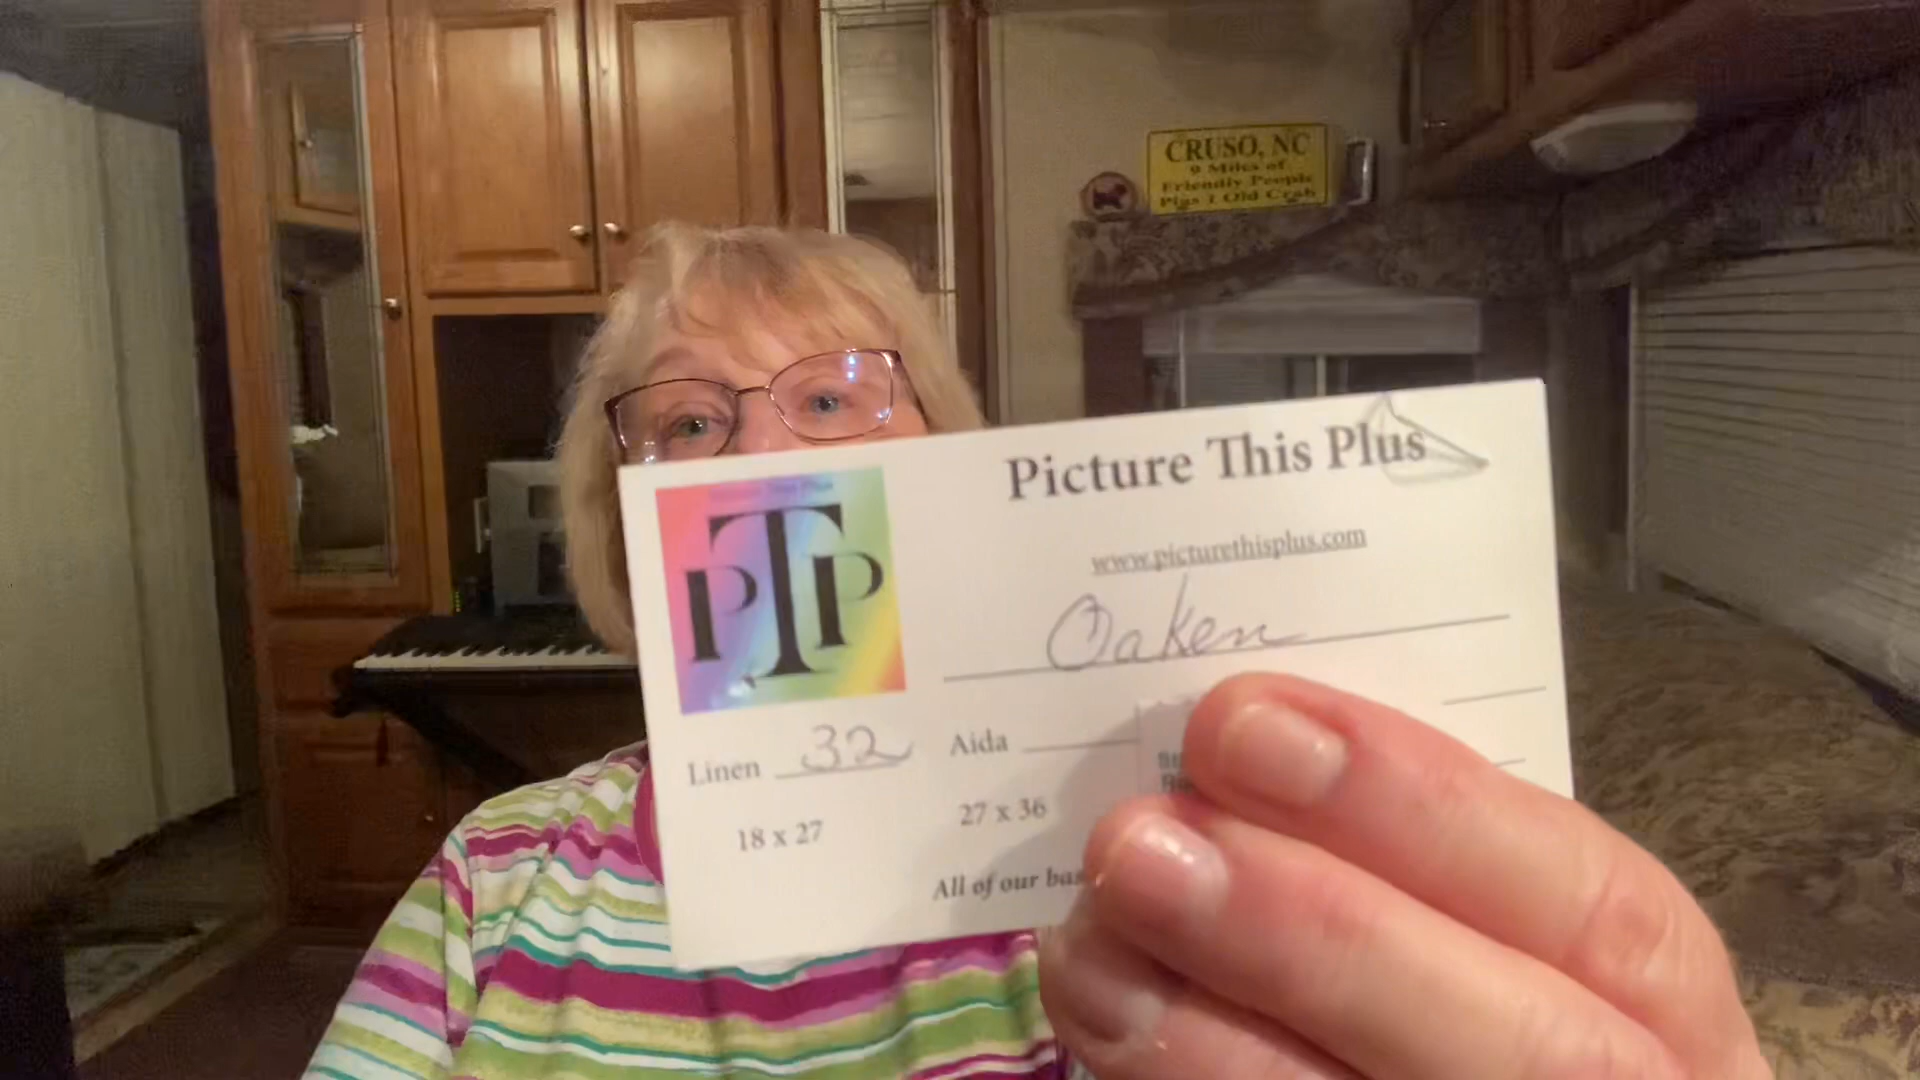 CRUSO, NC
9 Miles of
Friendly People
Plus 1 Old Crab
Picture This Plus
PTP
www.picturethisplus.com
Oaken
Linen 32 Aida
18 x 27 27 x 36
All of our